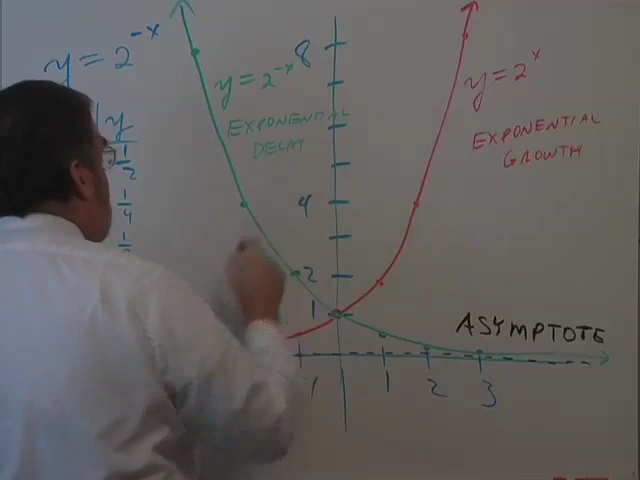 y = 2^-x
y
1/2
1/4
y = 2^-x
EXPONENTIAL
DECAY
8
4
2
1
y = 2^x
EXPONENTIAL
GROWTH
ASYMPTOTE
1 1 2 3